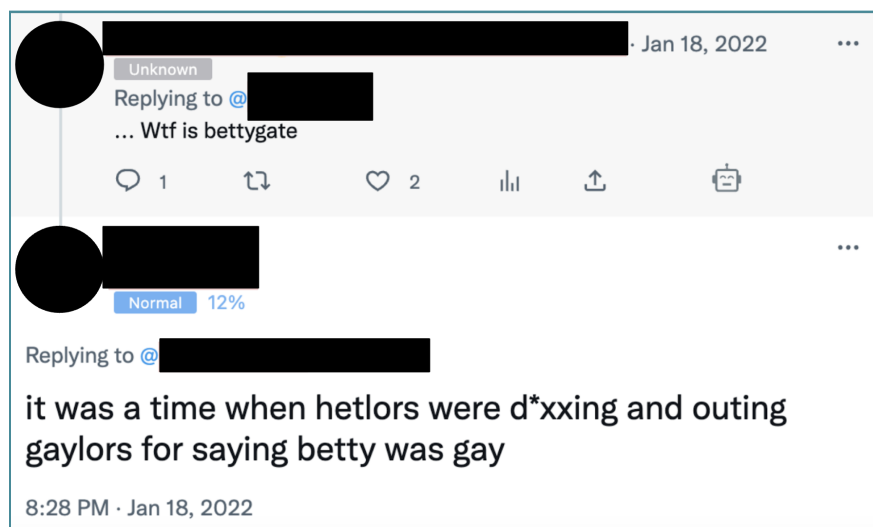 · Jan 18, 2022
Unknown
Replying to @
... Wtf is bettygate
1 2
Normal 12%
Replying to @
it was a time when hetlors were d*xxing and outing
gaylors for saying betty was gay
8:28 PM · Jan 18, 2022